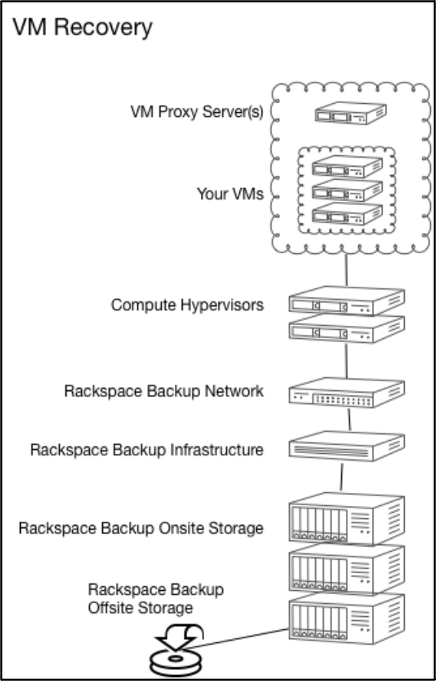 VM Recovery
VM Proxy Server(s)
Your VMs
Compute Hypervisors
Rackspace Backup Network
Rackspace Backup Infrastructure
Rackspace Backup Onsite Storage
Rackspace Backup
Offsite Storage